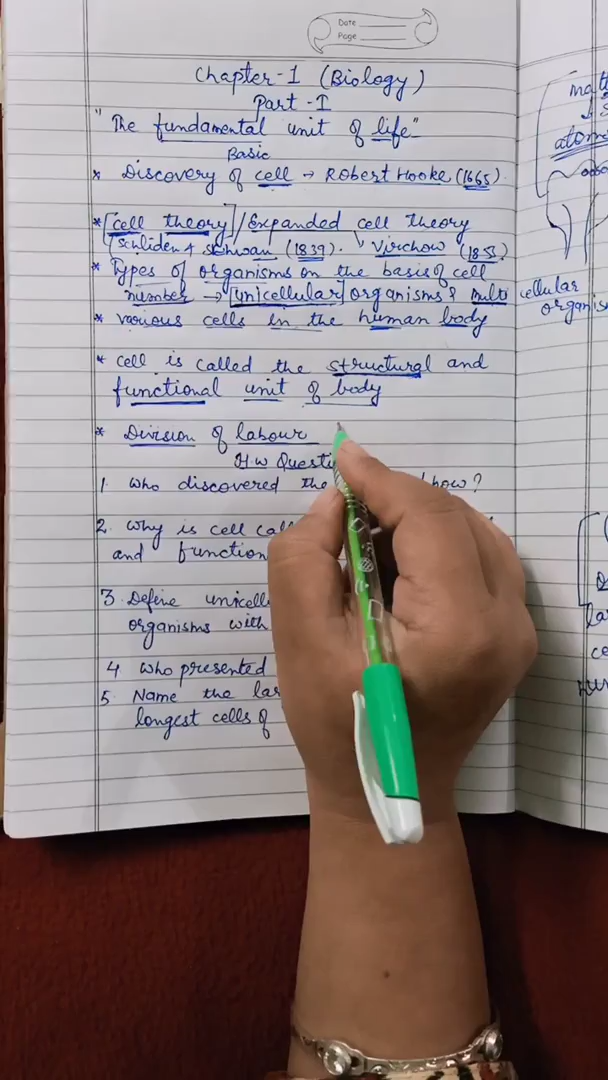 Date
Page
Chapter-1 (Biology)
Part-I
"The fundamental unit of life"
Basic
* Discovery of cell → Robert Hooke (1665).
* [cell theory]/Expanded cell theory
Schliden & Schwan (1839). Virchow (1855)
* Types of organisms on the basis of cell
number → [unicellular] organisms & multi cellular
organis
* various cells in the human body
* cell is called the structural and
functional unit of body
* Division of labour
H.W Questi
1. Who discovered the how?
2. Why is cell call
and function
3. Define unicell
organisms with
4. Who presented
5. Name the lar
longest cells of
matt
atom